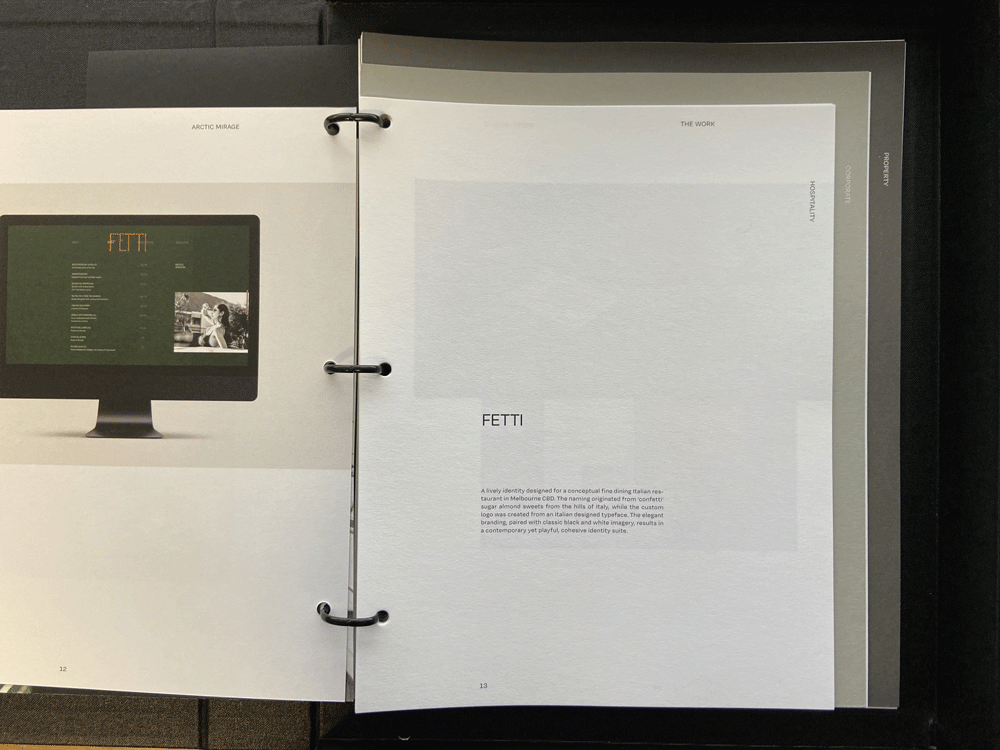 ARCTIC MIRAGE
FETTI
12
THE WORK
HOSPITALITY
CORPORATE
PROPERTY
FETTI
A lively identity designed for a conceptual fine dining Italian res-
taurant in Melbourne CBD. The naming originated from 'confetti'
sugar almond sweets from the hills of Italy, while the custom
logo was created from an Italian designed typeface. The elegant
branding, paired with classic black and white imagery, results in
a contemporary yet playful, cohesive identity suite.
13